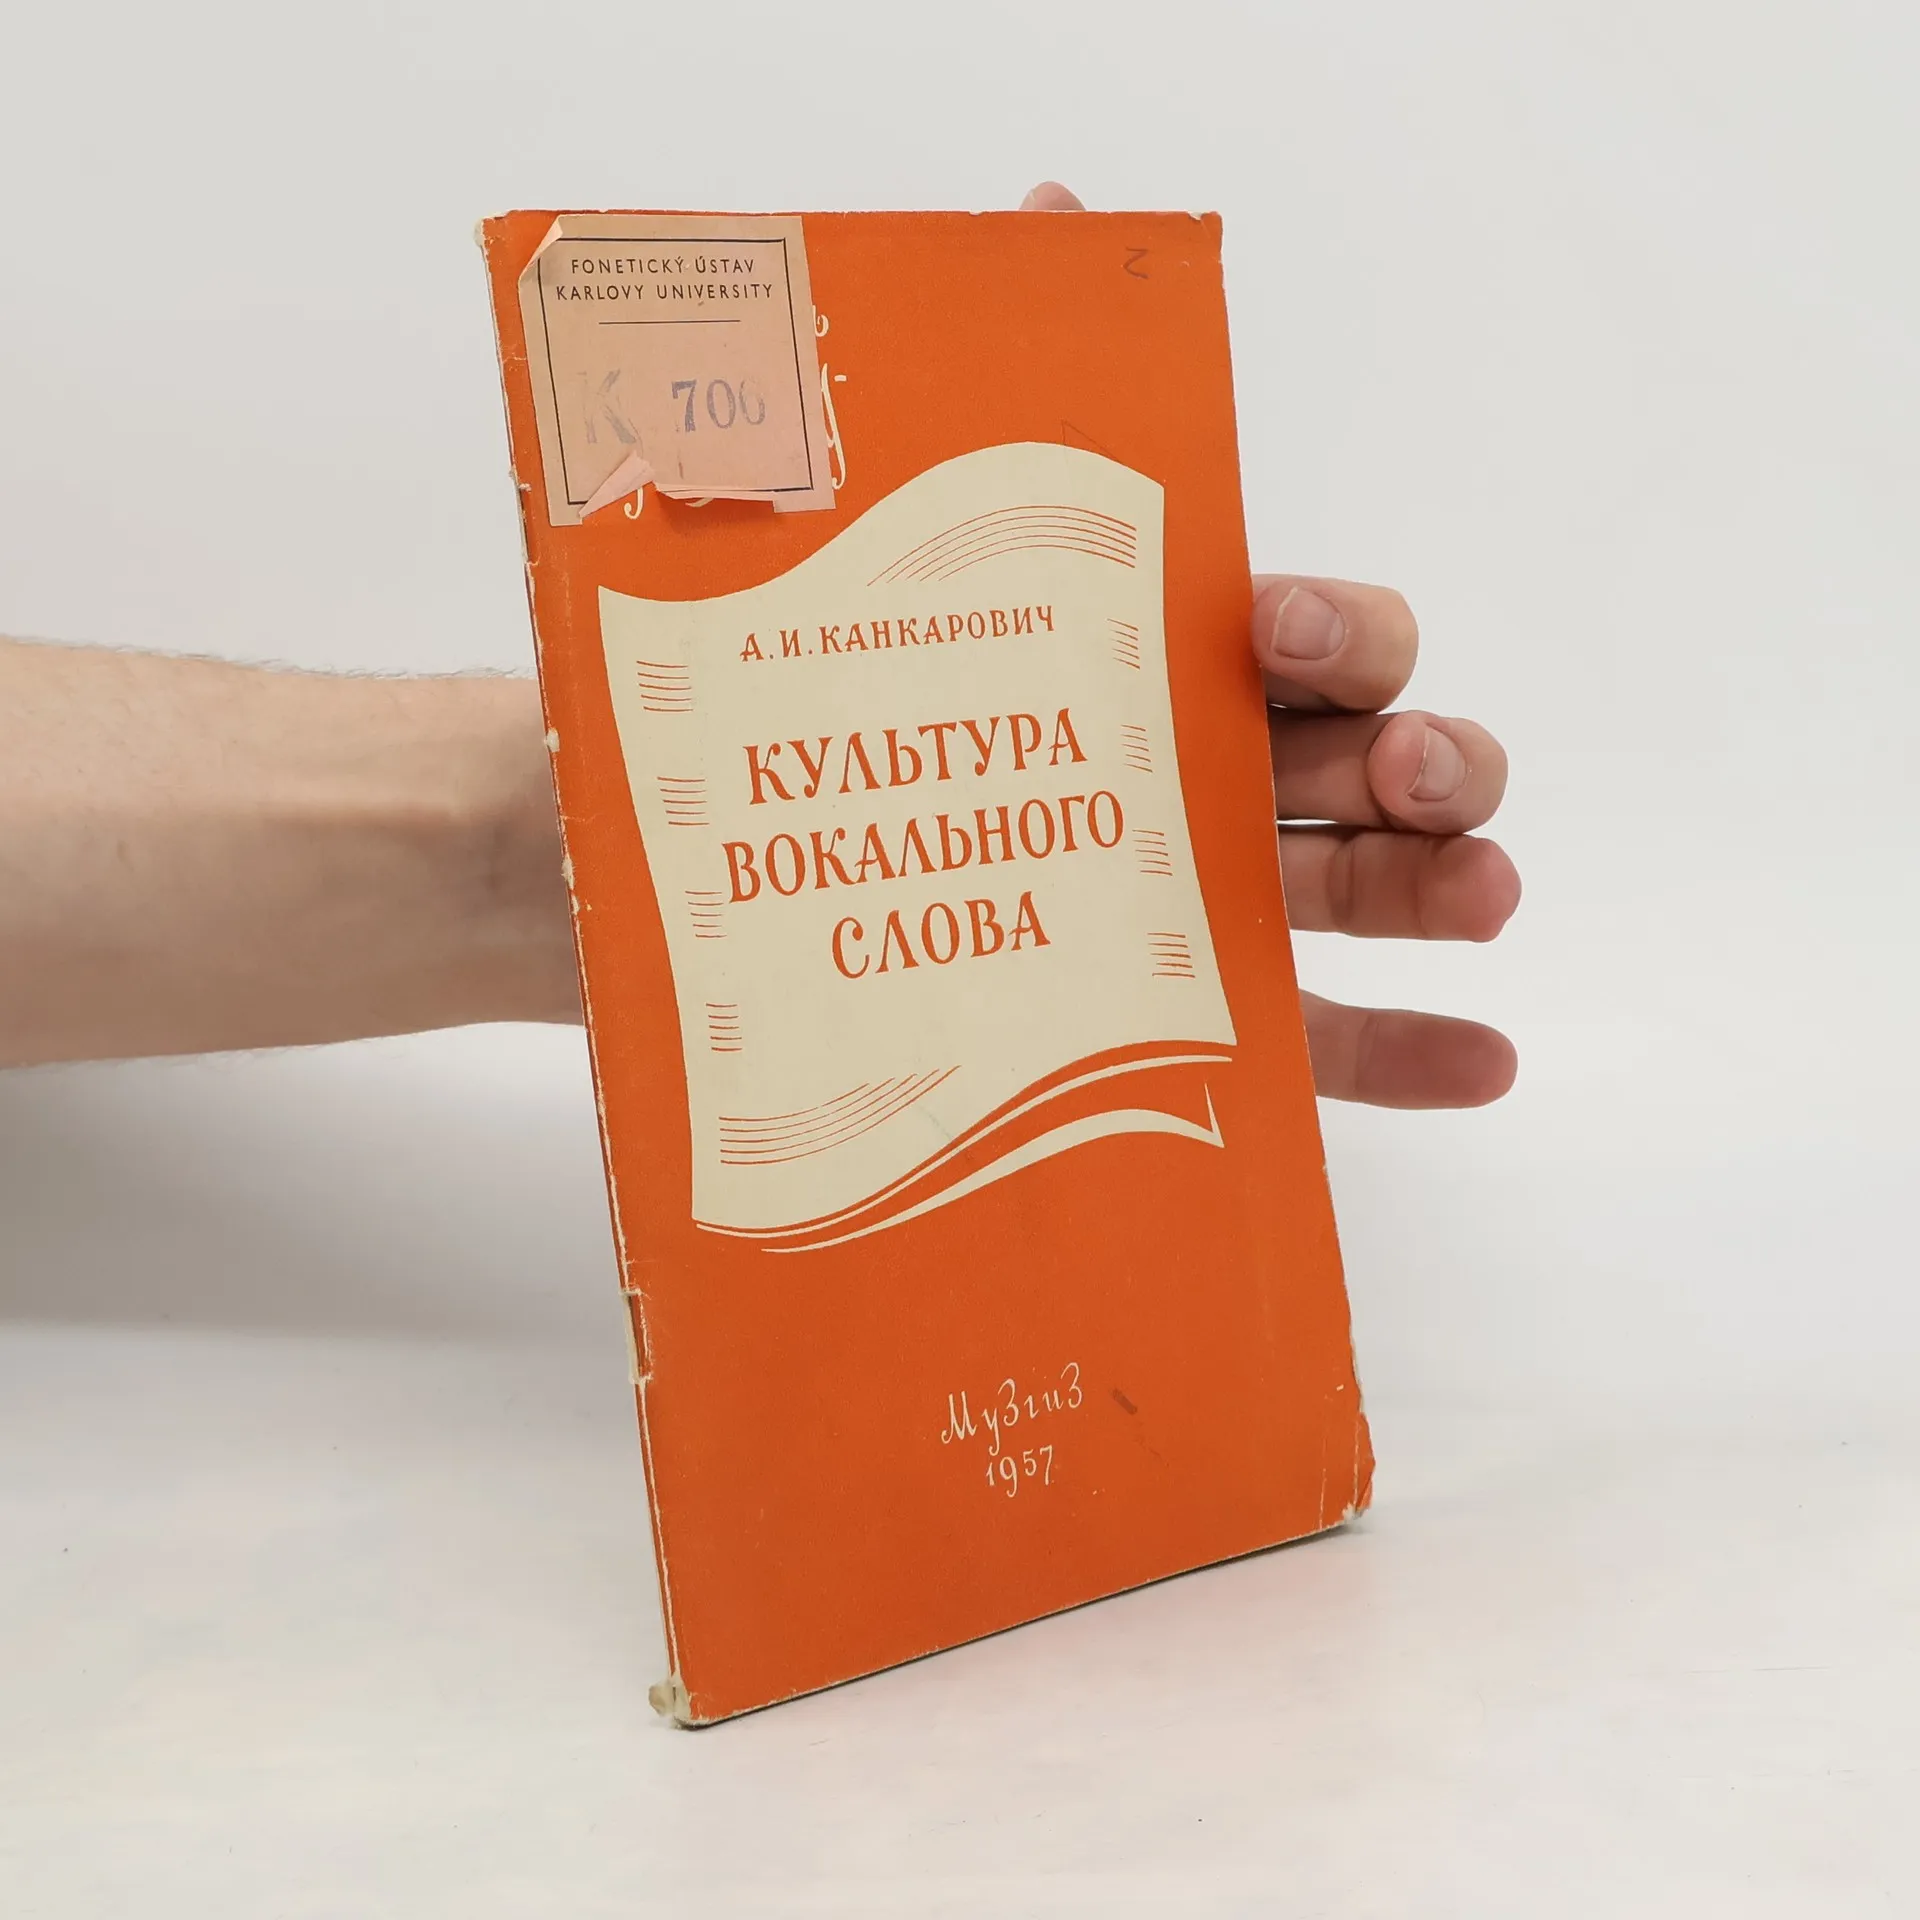 FONETICKÝ ÚSTAV
KARLOVY UNIVERSITY
K 700
А. И. КАНКАРОВИЧ
КУЛЬТУРА
ВОКАЛЬНОГО
СЛОВА
Музгиз
1957